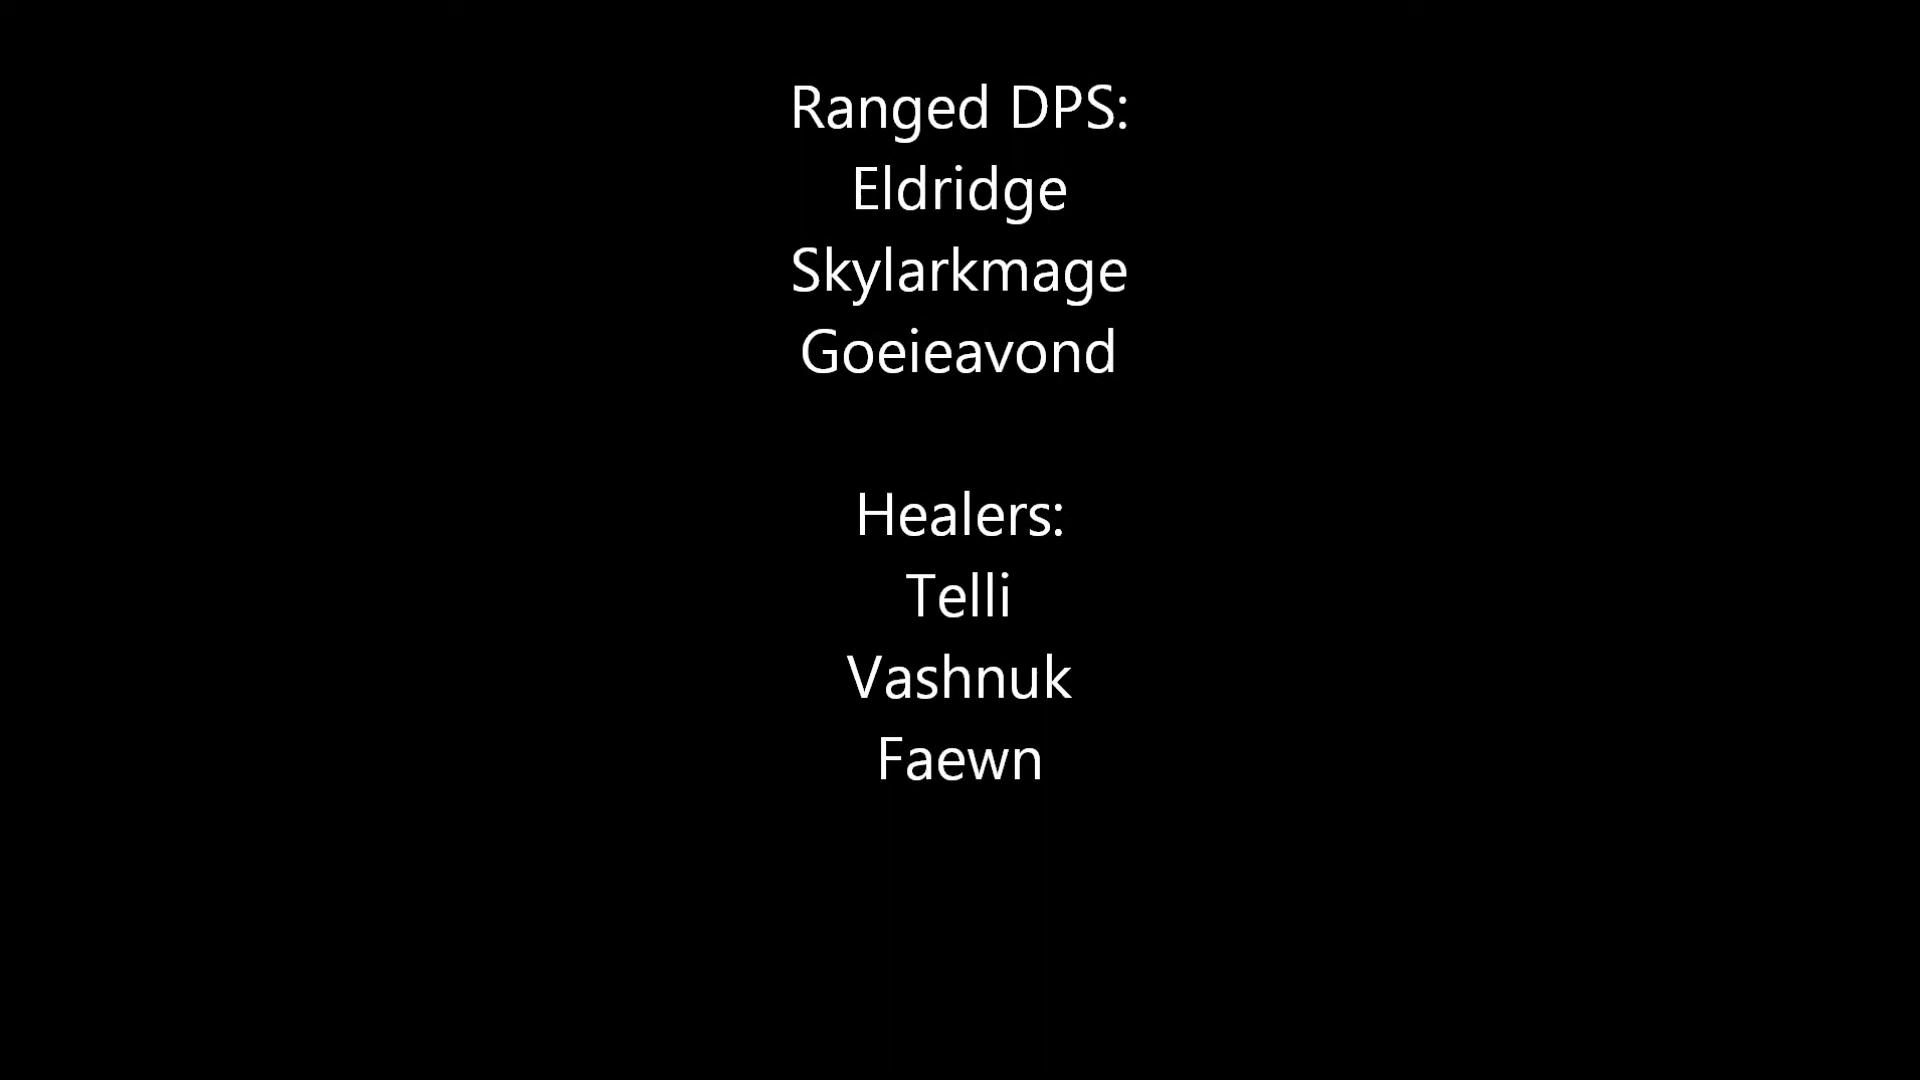 Ranged DPS:
Eldridge
Skylarkmage
Goeieavond
Healers:
Telli
Vashnuk
Faewn